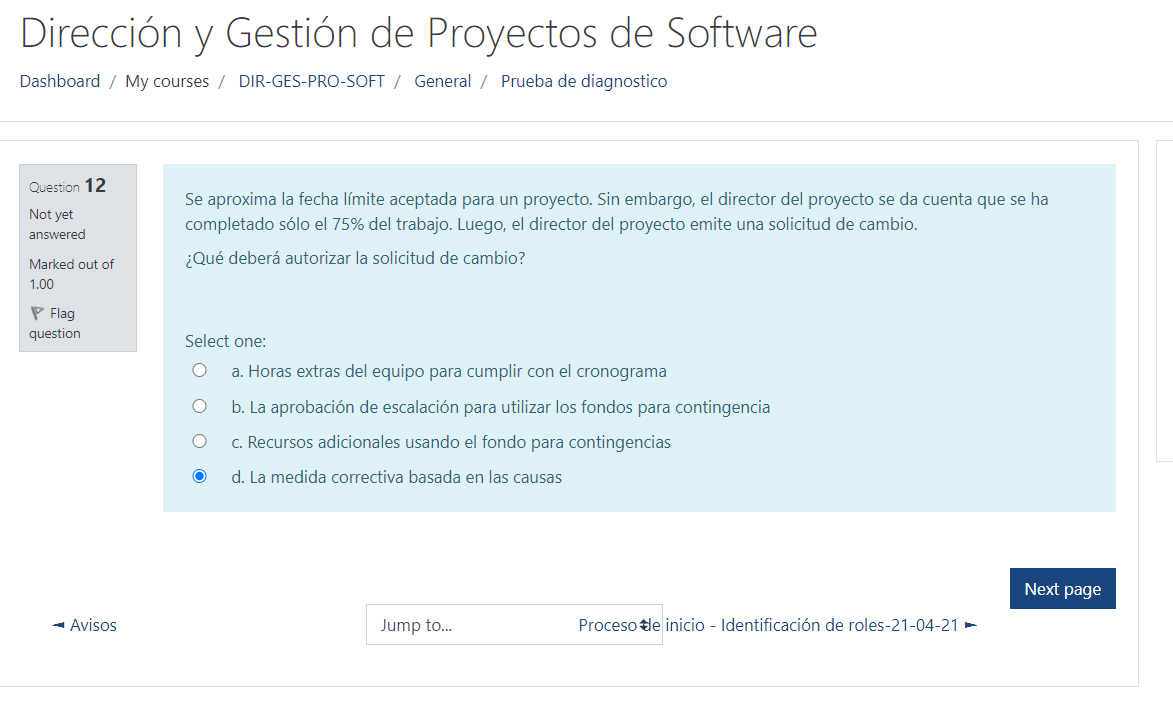 Dirección y Gestión de Proyectos de Software
Dashboard / My courses / DIR-GES-PRO-SOFT / General / Prueba de diagnostico
Question 12
Not yet
answered
Marked out of
1.00
Flag
question
Se aproxima la fecha límite aceptada para un proyecto. Sin embargo, el director del proyecto se da cuenta que se ha
completado sólo el 75% del trabajo. Luego, el director del proyecto emite una solicitud de cambio.
¿Qué deberá autorizar la solicitud de cambio?
Select one:
a. Horas extras del equipo para cumplir con el cronograma
b. La aprobación de escalación para utilizar los fondos para contingencia
c. Recursos adicionales usando el fondo para contingencias
d. La medida correctiva basada en las causas
Next page
◄ Avisos
Jump to...
Proceso de inicio - Identificación de roles-21-04-21 ►